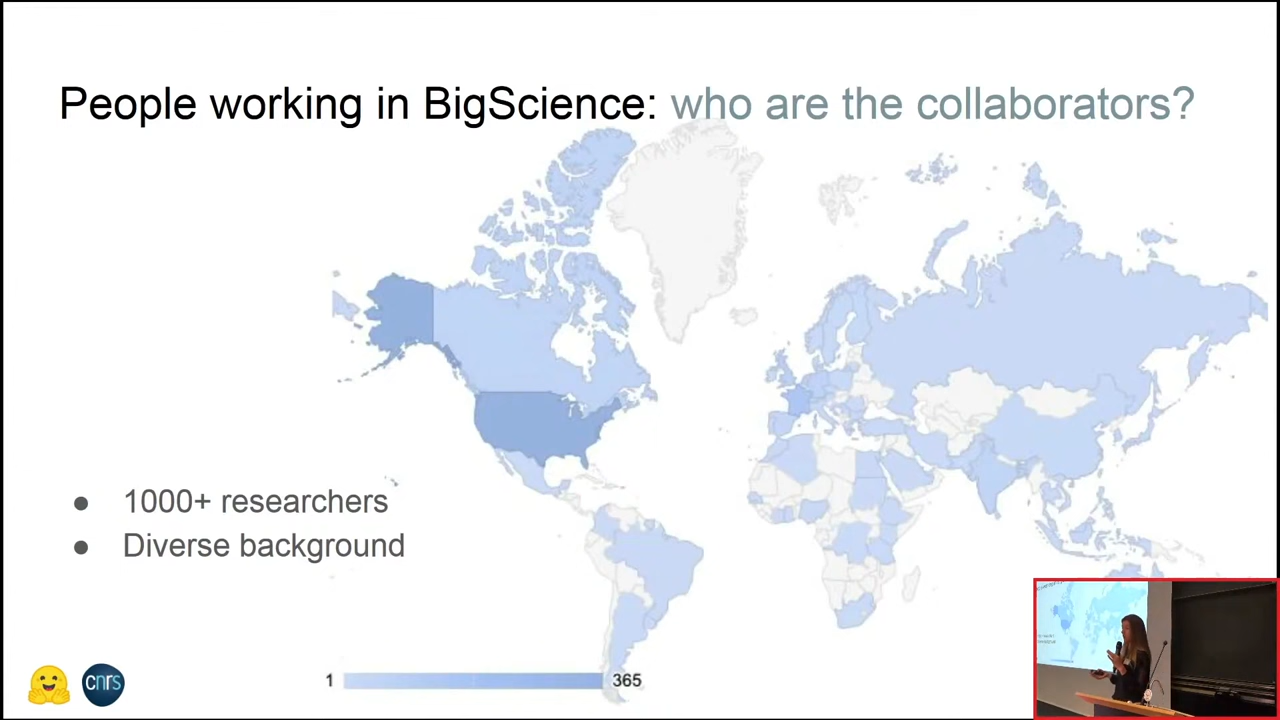 People working in BigScience: who are the collaborators?
● 1000+ researchers
● Diverse background
1
365
cnrs